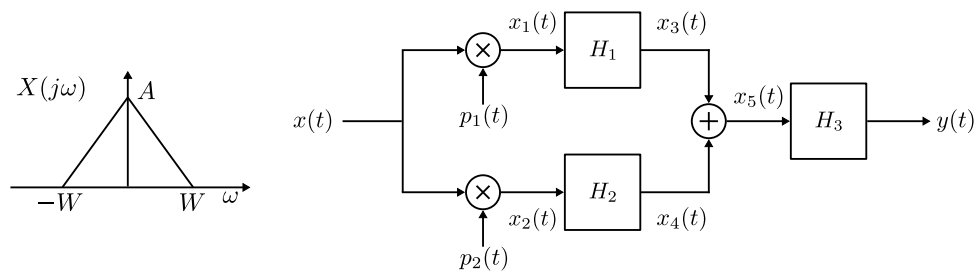 X(jω)
A
−W
W
ω
x(t)
p₁(t)
x₁(t)
H₁
x₃(t)
p₂(t)
x₂(t)
H₂
x₄(t)
x₅(t)
H₃
y(t)